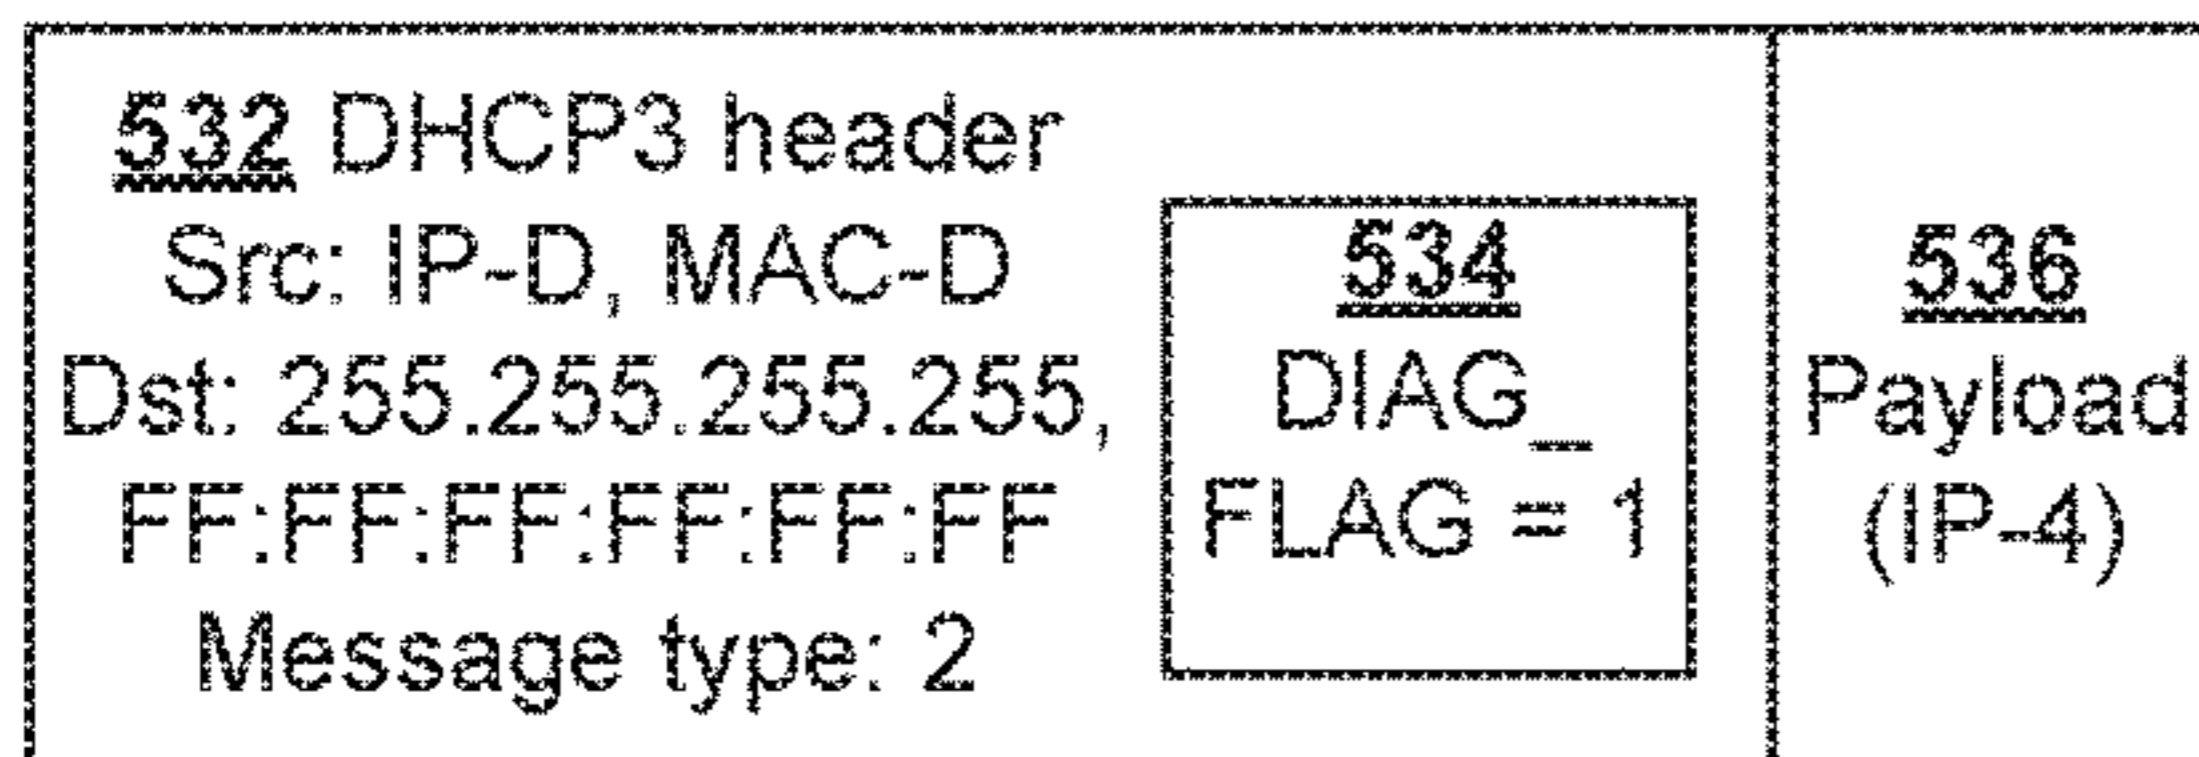 532 DHCP3 header
Src: IP-D, MAC-D
Dst: 255.255.255.255,
FF:FF:FF:FF:FF:FF
Message type: 2
534
DIAG_
FLAG = 1
536
Payload
(IP-4)